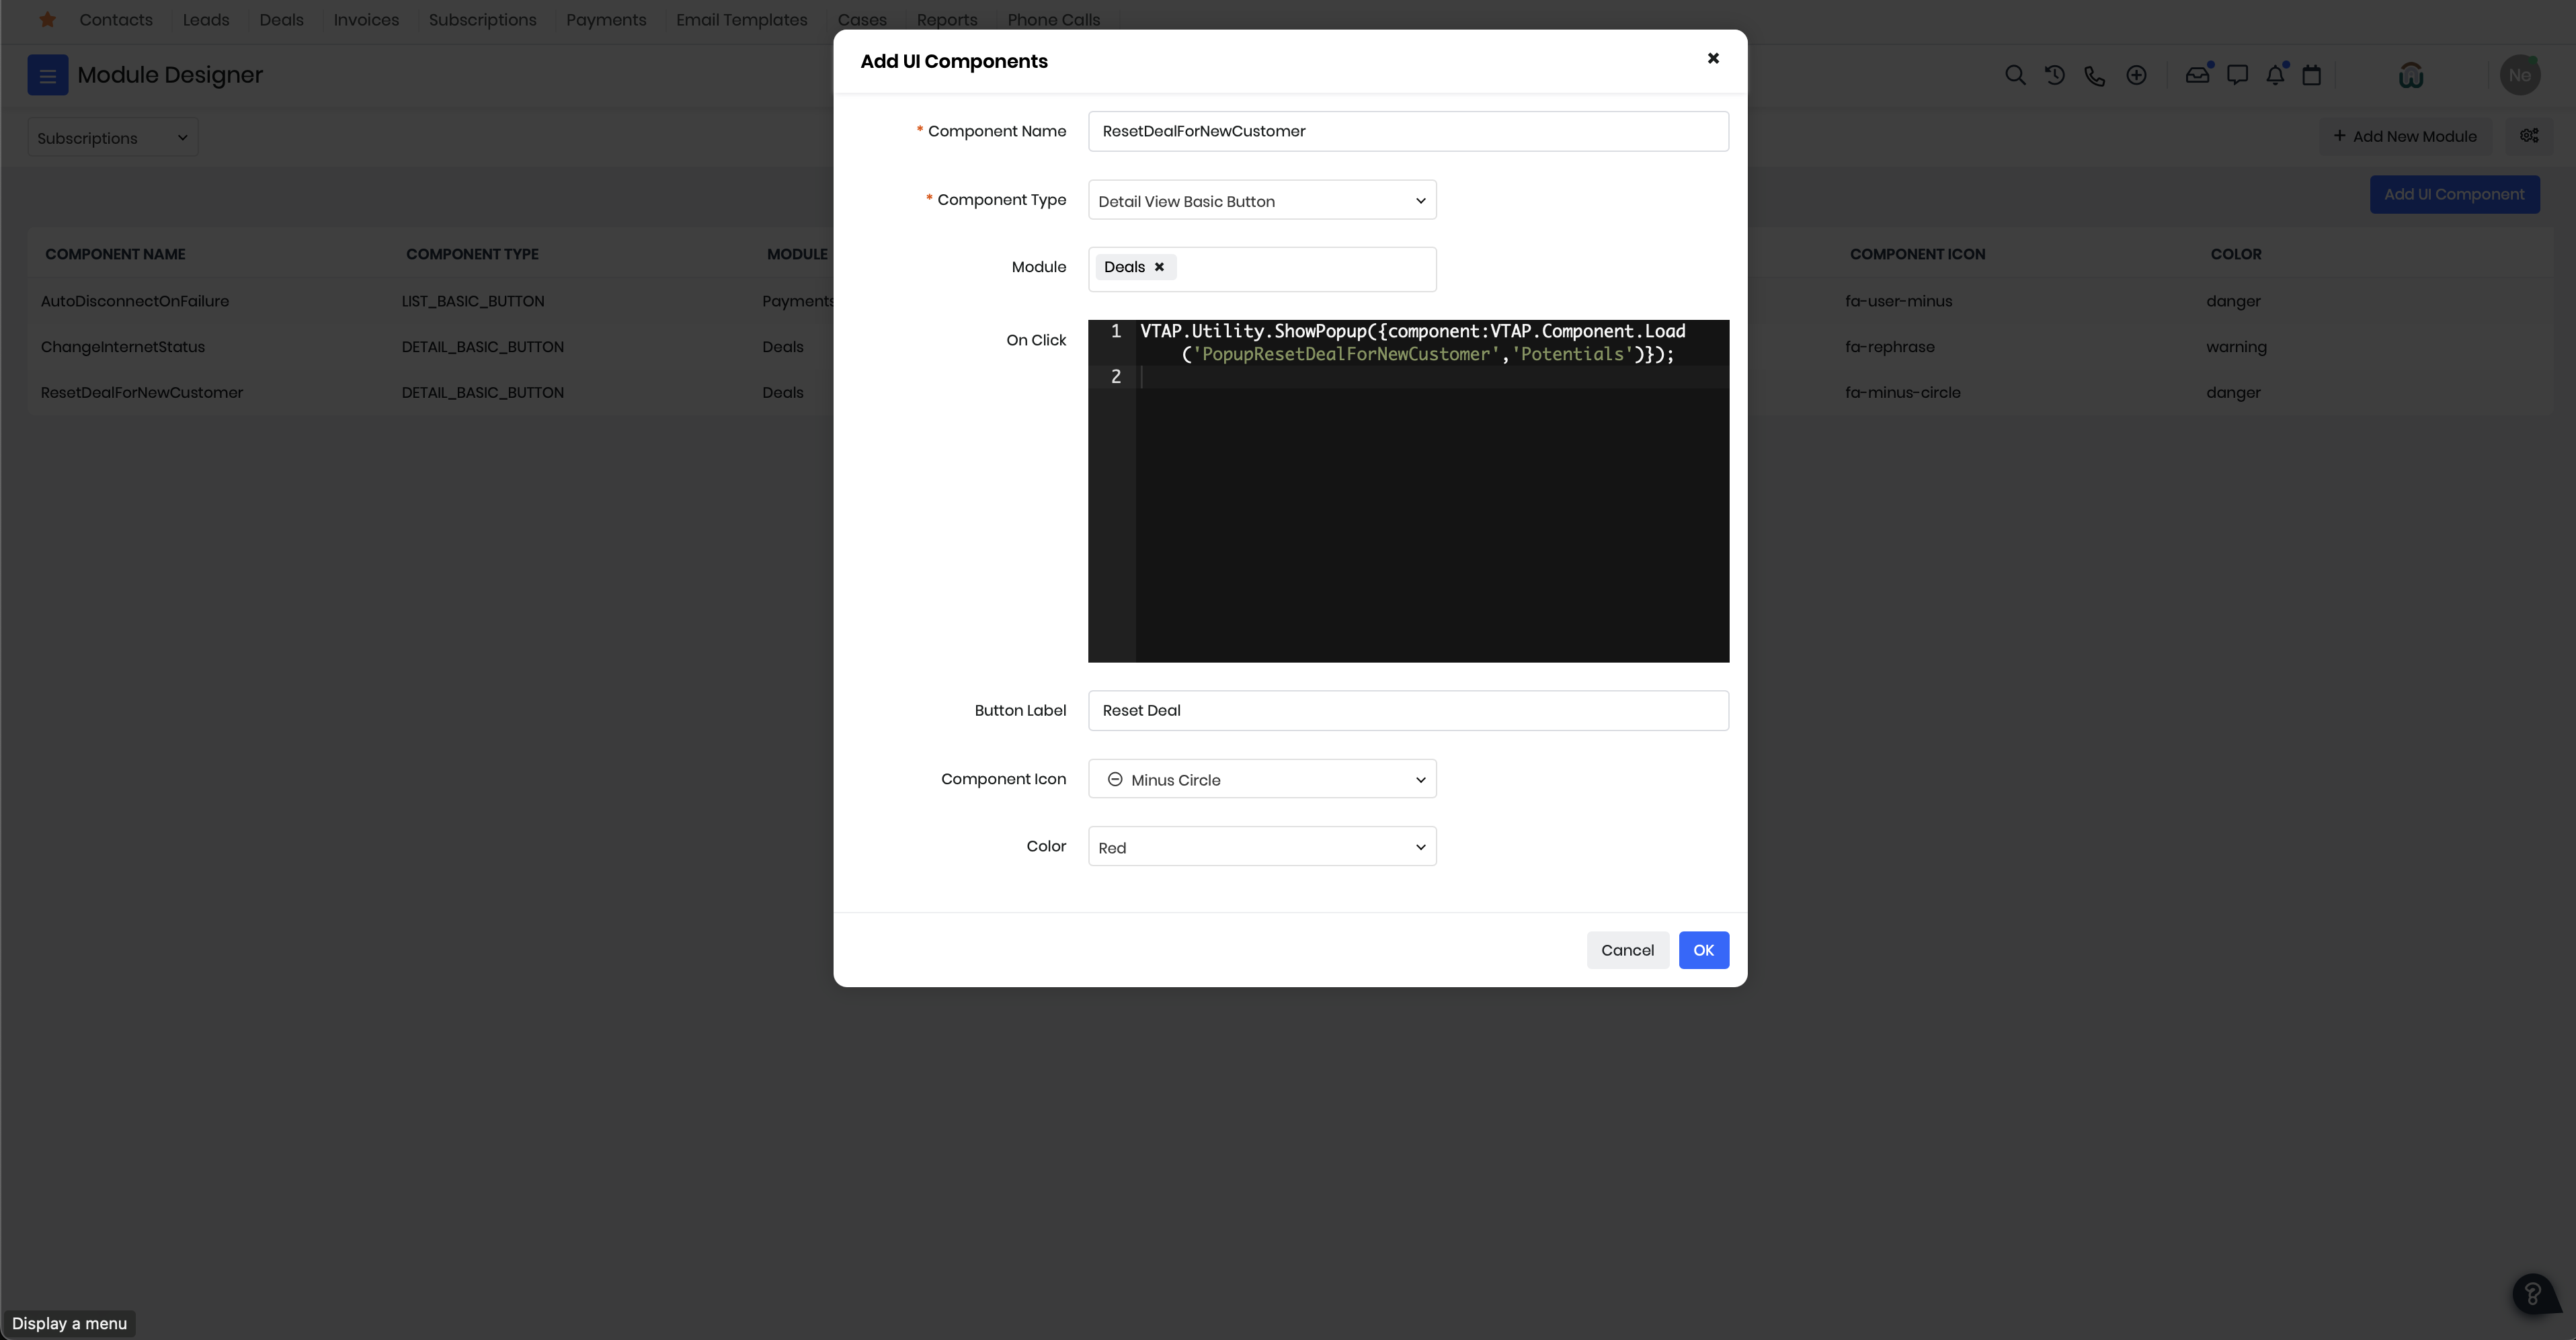 Contacts Leads Deals Invoices Subscriptions Payments Email Templates Cases Reports Phone Calls
Module Designer
Ne
Subscriptions
+ Add New Module
Add UI Component
COMPONENT NAME COMPONENT TYPE MODULE COMPONENT ICON COLOR
AutoDisconnectOnFailure LIST_BASIC_BUTTON Payments fa-user-minus danger
ChangeInternetStatus DETAIL_BASIC_BUTTON Deals fa-rephrase warning
ResetDealForNewCustomer DETAIL_BASIC_BUTTON Deals fa-minus-circle danger
Add UI Components
* Component Name ResetDealForNewCustomer
* Component Type Detail View Basic Button
Module Deals
On Click
1 VTAP.Utility.ShowPopup({component:VTAP.Component.Load
('PopupResetDealForNewCustomer','Potentials')});
2
Button Label Reset Deal
Component Icon Minus Circle
Color Red
Cancel OK
Display a menu